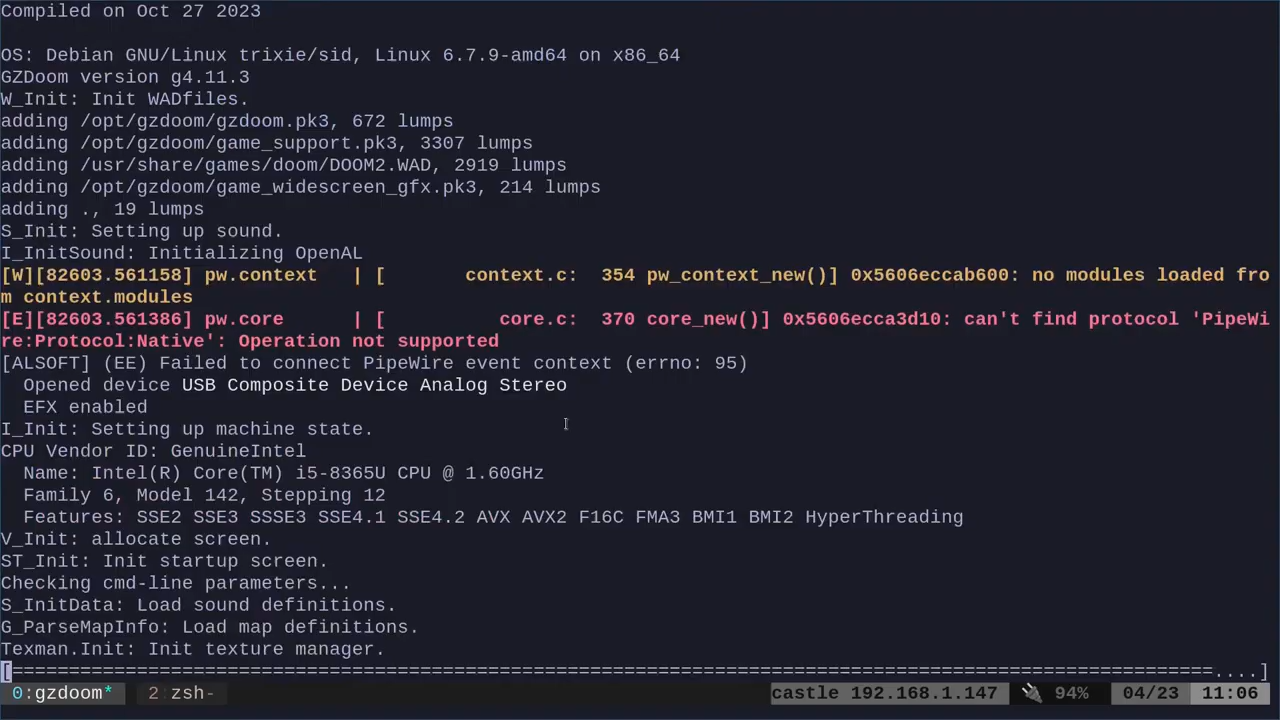 Compiled on Oct 27 2023
OS: Debian GNU/Linux trixie/sid, Linux 6.7.9-amd64 on x86_64
GZDoom version g4.11.3
W_Init: Init WADfiles.
adding /opt/gzdoom/gzdoom.pk3, 672 lumps
adding /opt/gzdoom/game_support.pk3, 3307 lumps
adding /usr/share/games/doom/DOOM2.WAD, 2919 lumps
adding /opt/gzdoom/game_widescreen_gfx.pk3, 214 lumps
adding ., 19 lumps
S_Init: Setting up sound.
I_InitSound: Initializing OpenAL
[W][82603.561158] pw.context   | [       context.c:  354 pw_context_new()] 0x5606eccab600: no modules loaded fro
m context.modules
[E][82603.561386] pw.core      | [          core.c:  370 core_new()] 0x5606ecca3d10: can't find protocol 'PipeWi
re:Protocol:Native': Operation not supported
[ALSOFT] (EE) Failed to connect PipeWire event context (errno: 95)
  Opened device USB Composite Device Analog Stereo
  EFX enabled
I_Init: Setting up machine state.
CPU Vendor ID: GenuineIntel
  Name: Intel(R) Core(TM) i5-8365U CPU @ 1.60GHz
  Family 6, Model 142, Stepping 12
  Features: SSE2 SSE3 SSSE3 SSE4.1 SSE4.2 AVX AVX2 F16C FMA3 BMI1 BMI2 HyperThreading
V_Init: allocate screen.
ST_Init: Init startup screen.
Checking cmd-line parameters...
S_InitData: Load sound definitions.
G_ParseMapInfo: Load map definitions.
Texman.Init: Init texture manager.
[==========================================================================================================....]
0:gzdoom* 2:zsh- castle 192.168.1.147 🔌 94% 04/23 11:06